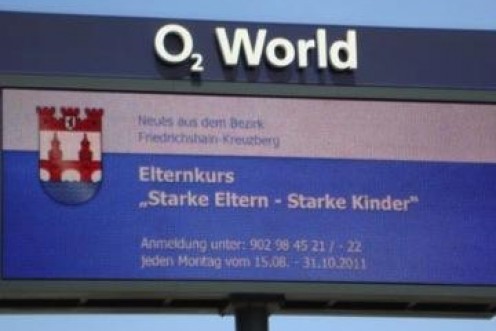 O2 World
Neues aus dem Bezirk
Friedrichshain-Kreuzberg
Elternkurs
„Starke Eltern - Starke Kinder“
Anmeldung unter: 902 98 45 21 / - 22
jeden Montag vom 15.08. - 31.10.2011